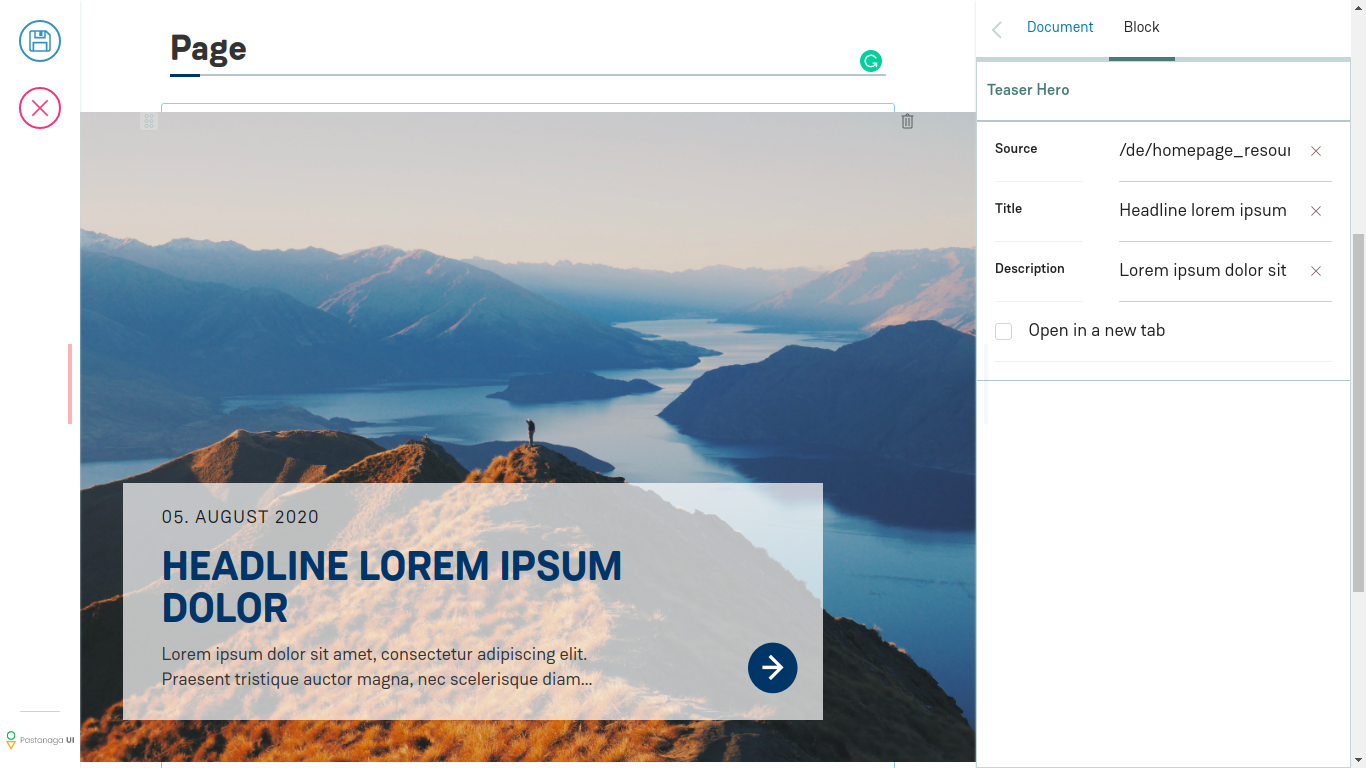 Page
05. AUGUST 2020
HEADLINE LOREM IPSUM
DOLOR
Lorem ipsum dolor sit amet, consectetur adipiscing elit.
Praesent tristique auctor magna, nec scelerisque diam...
Pastanaga UI
Document Block
Teaser Hero
Source /de/homepage_resour
Title Headline lorem ipsum
Description Lorem ipsum dolor sit
Open in a new tab